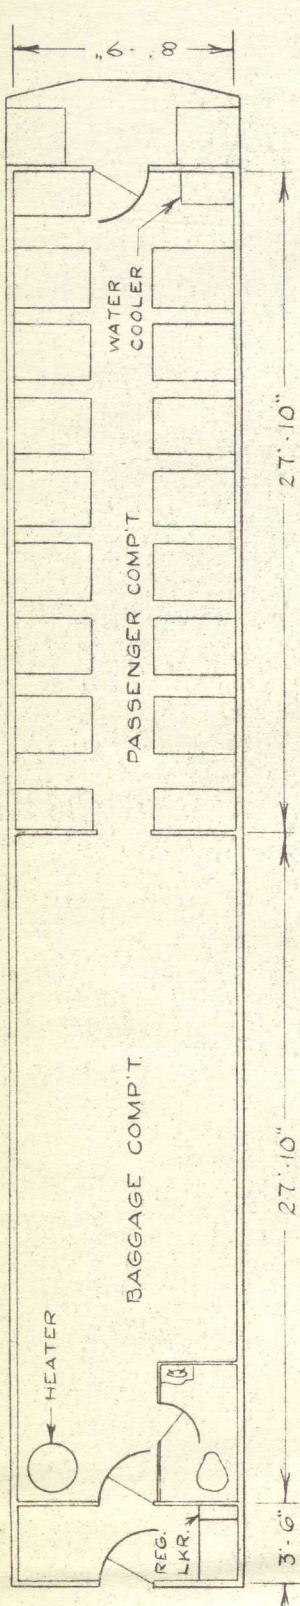 8'-9"
WATER
COOLER
PASSENGER COMP'T.
27'-10"
BAGGAGE COMP'T.
27'-10"
HEATER
REG.
LKR.
3'-6"